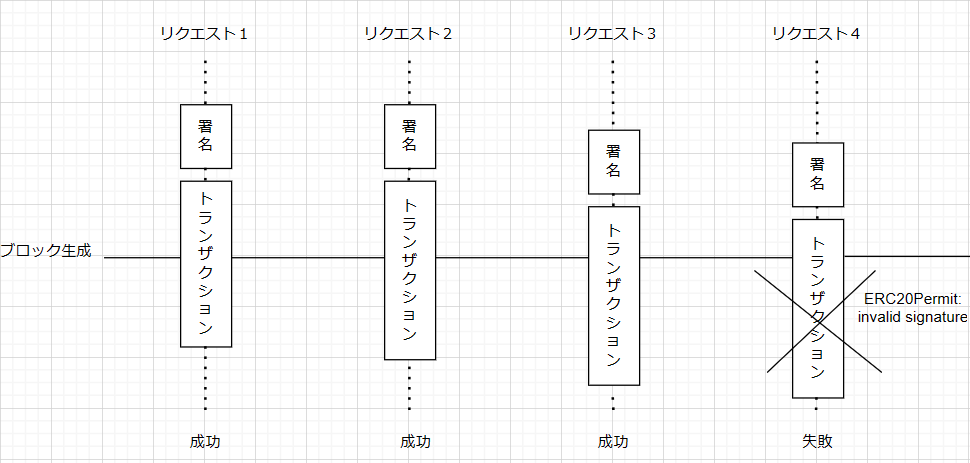 リクエスト１
リクエスト２
リクエスト３
リクエスト４
署名
署名
署名
署名
トランザクション
トランザクション
トランザクション
トランザクション
ブロック生成
ERC20Permit:
invalid signature
成功
成功
成功
失敗